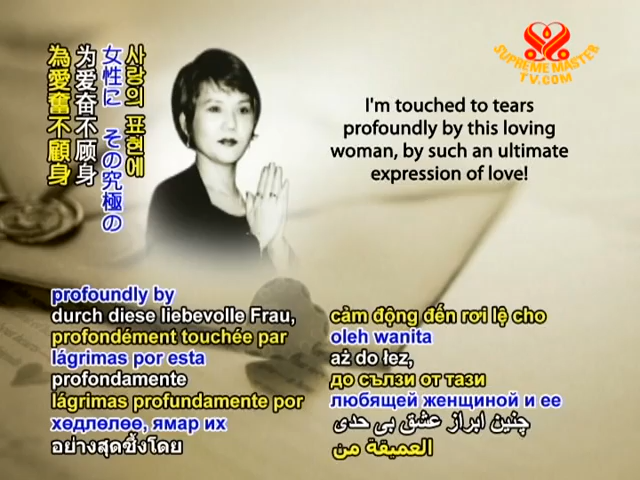 사랑의 표현에
女性に その究極の
为爱奋不顾身
為愛奮不顧身
SUPREME MASTER
TV.COM
I'm touched to tears
profoundly by this loving
woman, by such an ultimate
expression of love!
profoundly by
durch diese liebevolle Frau,
profondément touchée par
lágrimas por esta
profondamente
lágrimas profundamente por
хөдлөлөө, ямар их
อย่างสุดซึ้งโดย
cảm động đến rơi lệ cho
oleh wanita
aż do łez,
до сълзи от тази
любящей женщиной и ее
چنین ابراز عشق بی حدی
العميقة من